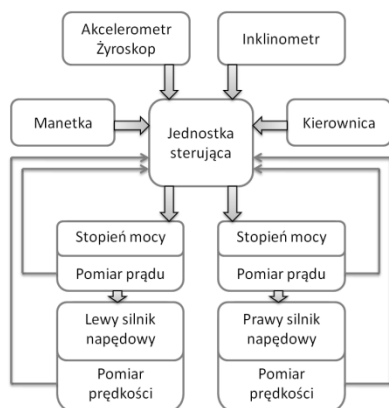 Akcelerometr
Żyroskop
Inklinometr
Manetka
Jednostka
sterująca
Kierownica
Stopień mocy
Pomiar prądu
Stopień mocy
Pomiar prądu
Lewy silnik
napędowy
Pomiar
prędkości
Prawy silnik
napędowy
Pomiar
prędkości